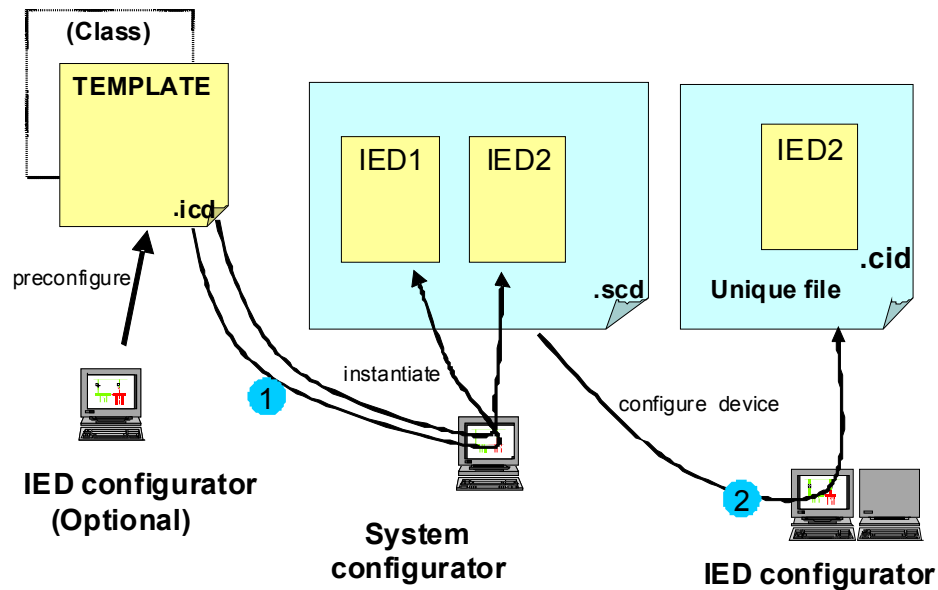 (Class)
TEMPLATE
.icd
preconfigure
IED configurator
(Optional)
1
IED1
IED2
.scd
instantiate
System
configurator
configure device
2
IED2
.cid
Unique file
IED configurator